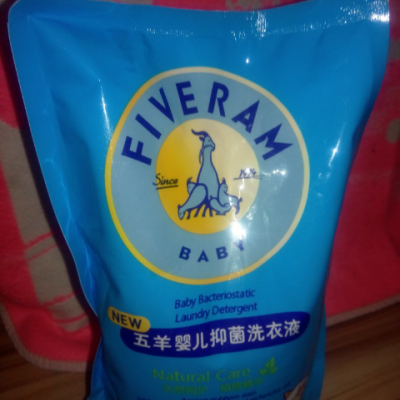 FIVERAM
Since
BABY
Baby Bacteriostatic
Laundry Detergent
NEW
五羊婴儿抑菌洗衣液
Natural Care